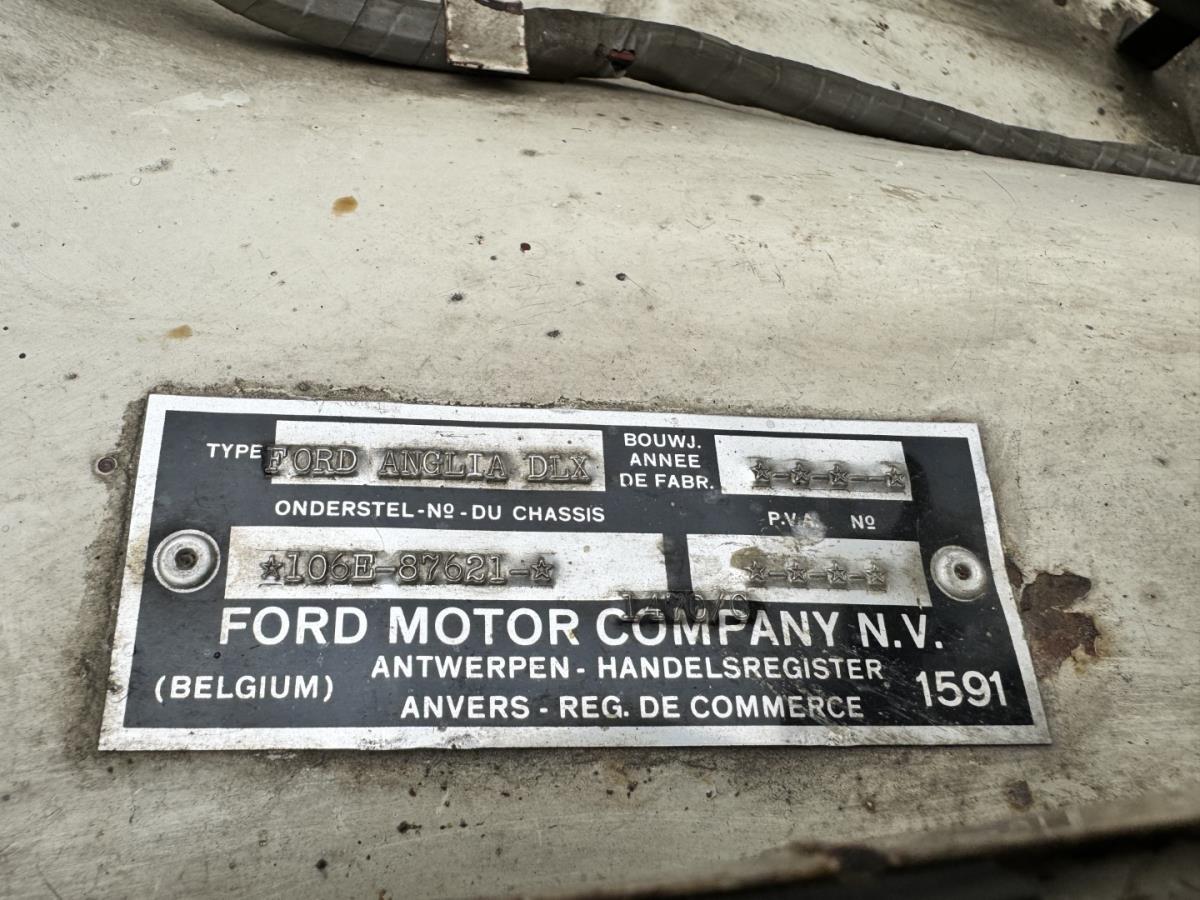 TYPE FORD ANGLIA DLX
BOUWJ.
ANNEE
DE FABR.
☆-☆-☆-☆
ONDERSTEL-Nº-DU CHASSIS
P.V.A. Nº
☆106E-87621-☆
☆-☆-☆-☆
FORD MOTOR COMPANY N.V.
ANTWERPEN - HANDELSREGISTER
(BELGIUM)
ANVERS - REG. DE COMMERCE
1591